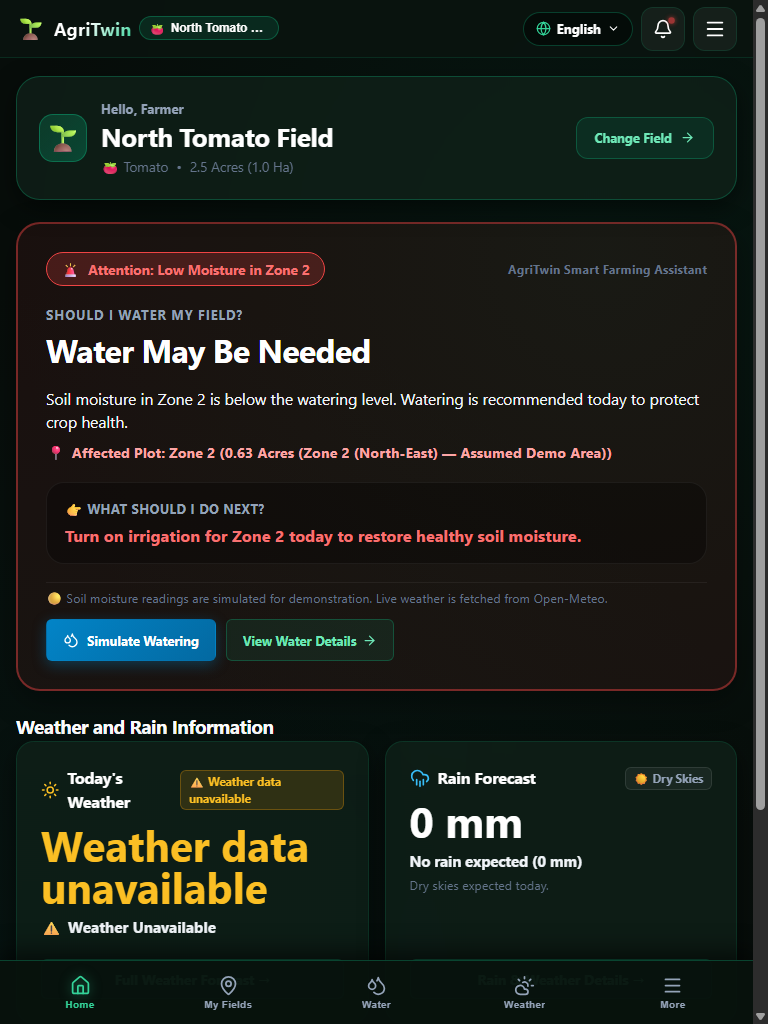 AgriTwin
North Tomato ...
English
Hello, Farmer
North Tomato Field
Tomato • 2.5 Acres (1.0 Ha)
Change Field →
Attention: Low Moisture in Zone 2
AgriTwin Smart Farming Assistant
SHOULD I WATER MY FIELD?
Water May Be Needed
Soil moisture in Zone 2 is below the watering level. Watering is recommended today to protect
crop health.
Affected Plot: Zone 2 (0.63 Acres (Zone 2 (North-East) — Assumed Demo Area))
WHAT SHOULD I DO NEXT?
Turn on irrigation for Zone 2 today to restore healthy soil moisture.
Soil moisture readings are simulated for demonstration. Live weather is fetched from Open-Meteo.
Simulate Watering
View Water Details →
Weather and Rain Information
Today's
Weather
Weather data
unavailable
Weather data
unavailable
Weather Unavailable
Rain Forecast
Dry Skies
0 mm
No rain expected (0 mm)
Dry skies expected today.
Full Weather Forecast →
Home
My Fields
Water
Weather
More